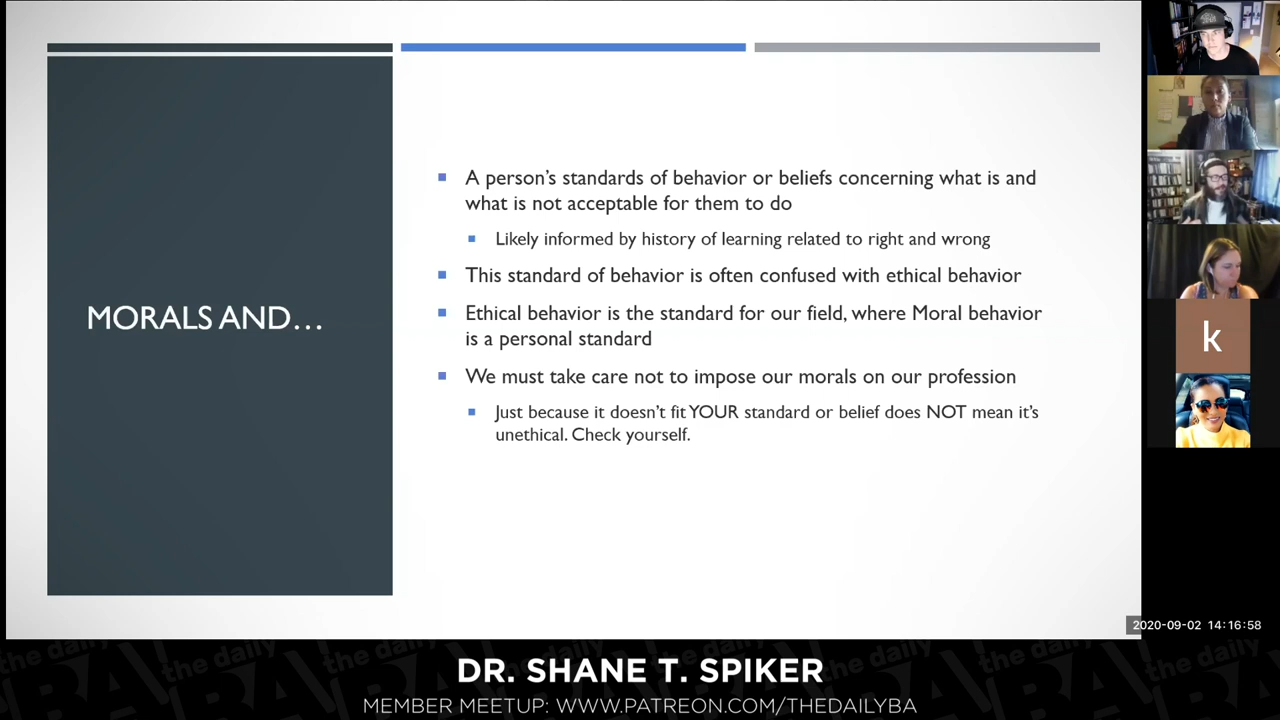 MORALS AND...
A person's standards of behavior or beliefs concerning what is and
what is not acceptable for them to do
Likely informed by history of learning related to right and wrong
This standard of behavior is often confused with ethical behavior
Ethical behavior is the standard for our field, where Moral behavior
is a personal standard
We must take care not to impose our morals on our profession
Just because it doesn't fit YOUR standard or belief does NOT mean it's
unethical. Check yourself.
k
2020-09-02 14:16:58
DR. SHANE T. SPIKER
MEMBER MEETUP: WWW.PATREON.COM/THEDAILYBA
the daily
BA